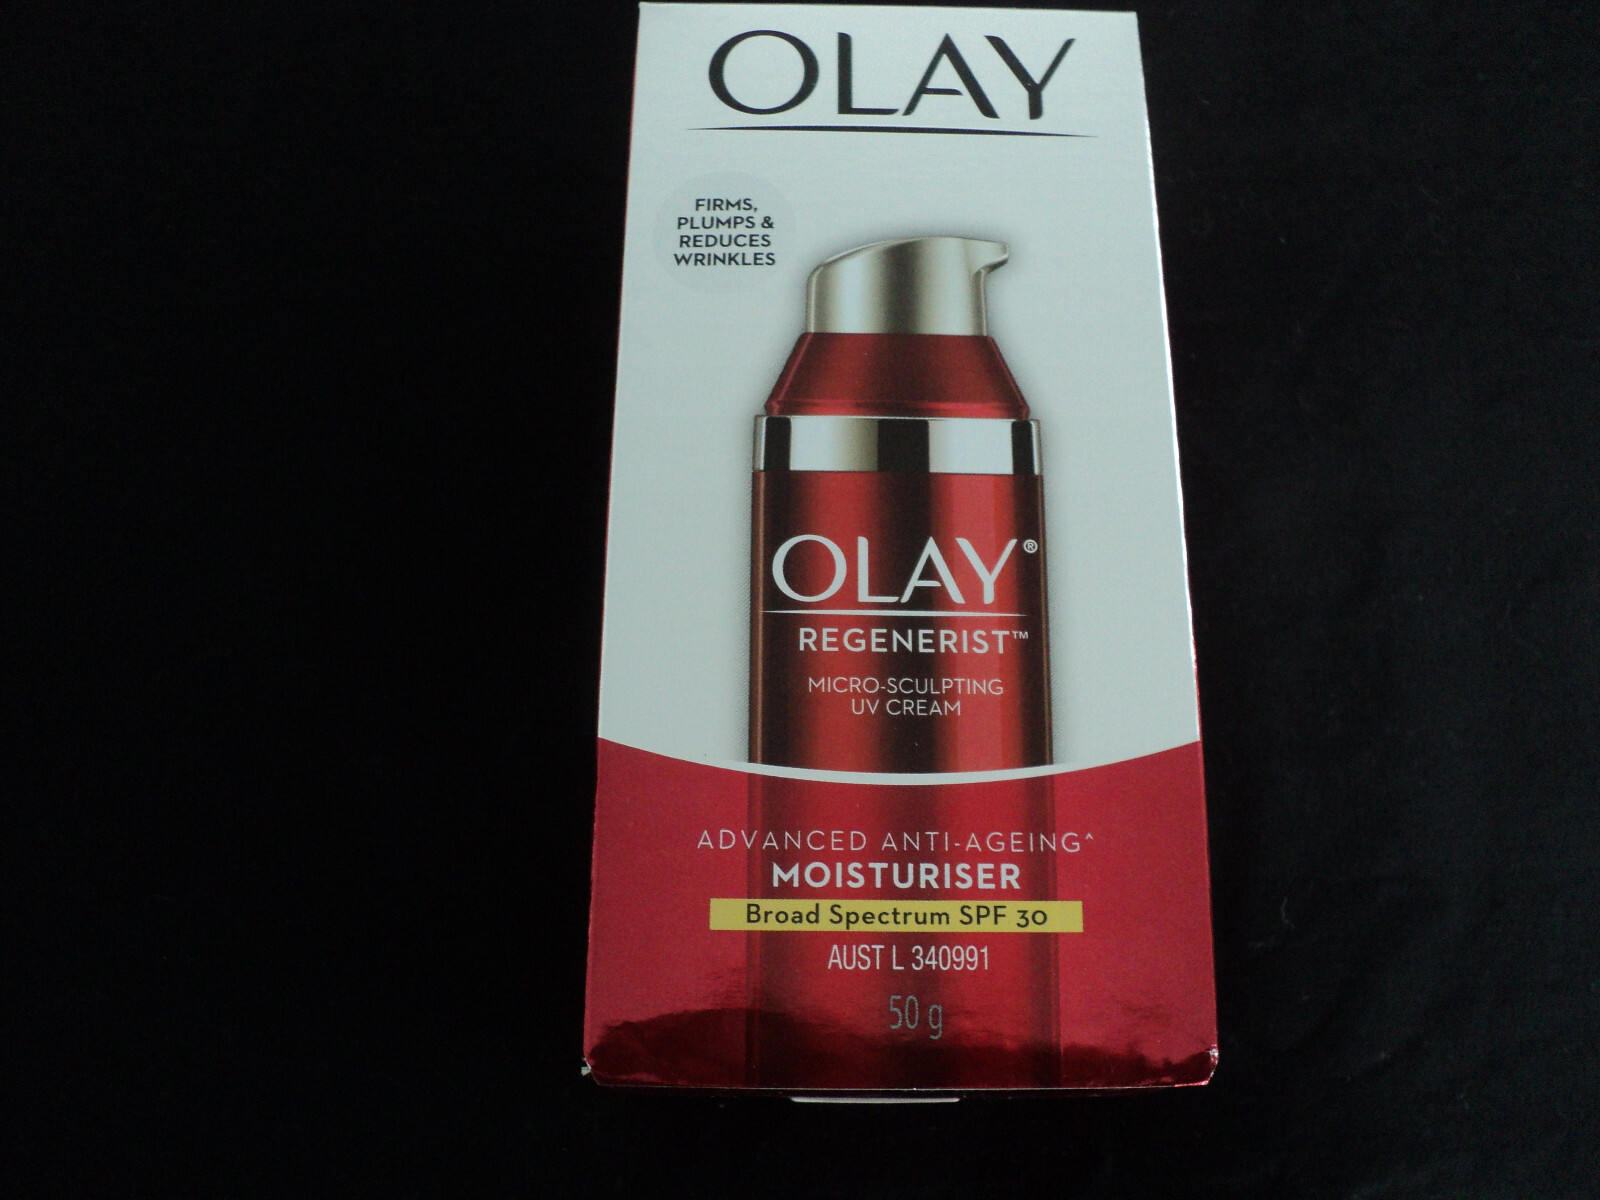 OLAY
FIRMS,
PLUMPS &
REDUCES
WRINKLES
OLAY®
REGENERIST™
MICRO-SCULPTING
UV CREAM
ADVANCED ANTI-AGEING^
MOISTURISER
Broad Spectrum SPF 30
AUST L 340991
50 g